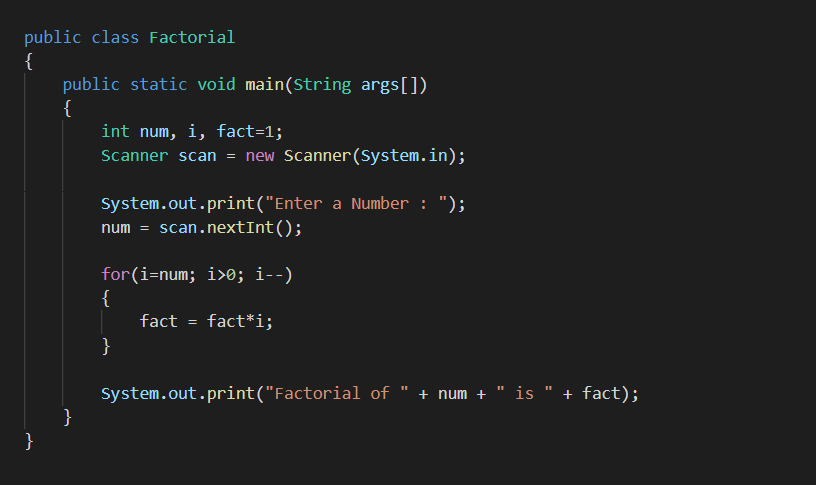 public class Factorial
{
    public static void main(String args[])
    {
        int num, i, fact=1;
        Scanner scan = new Scanner(System.in);

        System.out.print("Enter a Number : ");
        num = scan.nextInt();

        for(i=num; i>0; i--)
        {
            fact = fact*i;
        }

        System.out.print("Factorial of " + num + " is " + fact);
    }
}